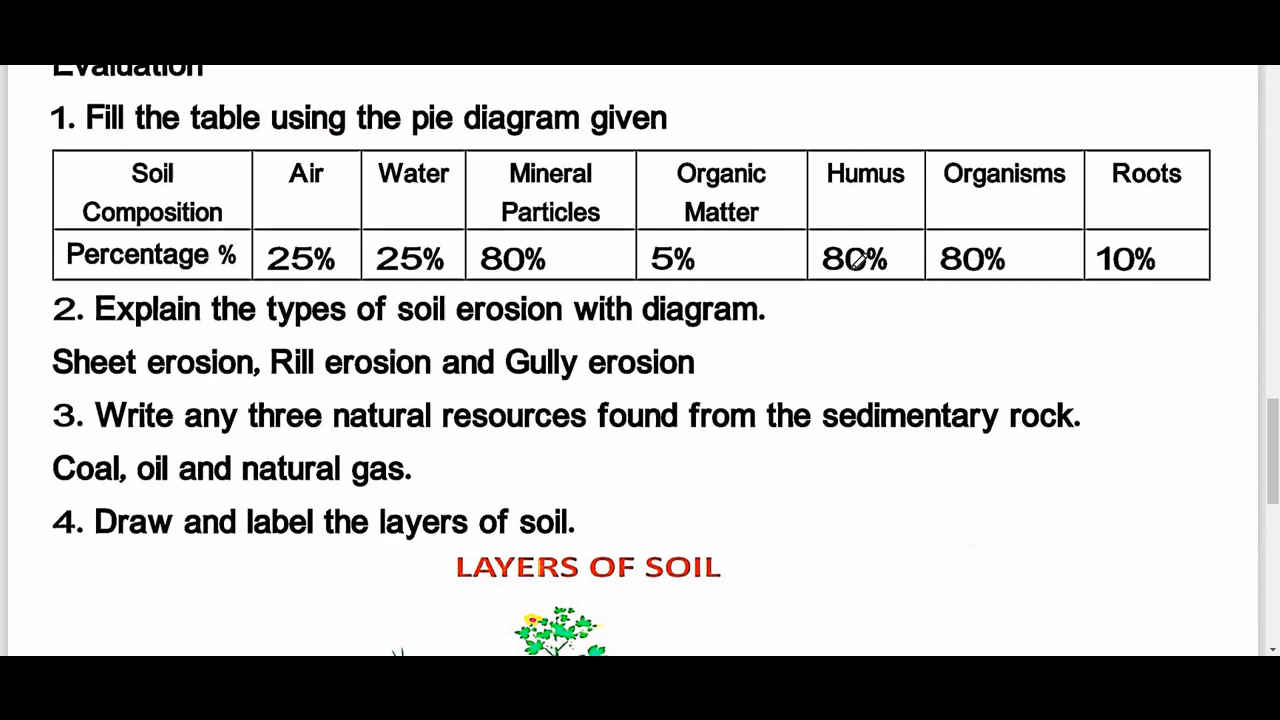 Evaluation
1. Fill the table using the pie diagram given
Soil Composition Air Water Mineral Particles Organic Matter Humus Organisms Roots
Percentage % 25% 25% 80% 5% 80% 80% 10%
2. Explain the types of soil erosion with diagram.
Sheet erosion, Rill erosion and Gully erosion
3. Write any three natural resources found from the sedimentary rock.
Coal, oil and natural gas.
4. Draw and label the layers of soil.
LAYERS OF SOIL